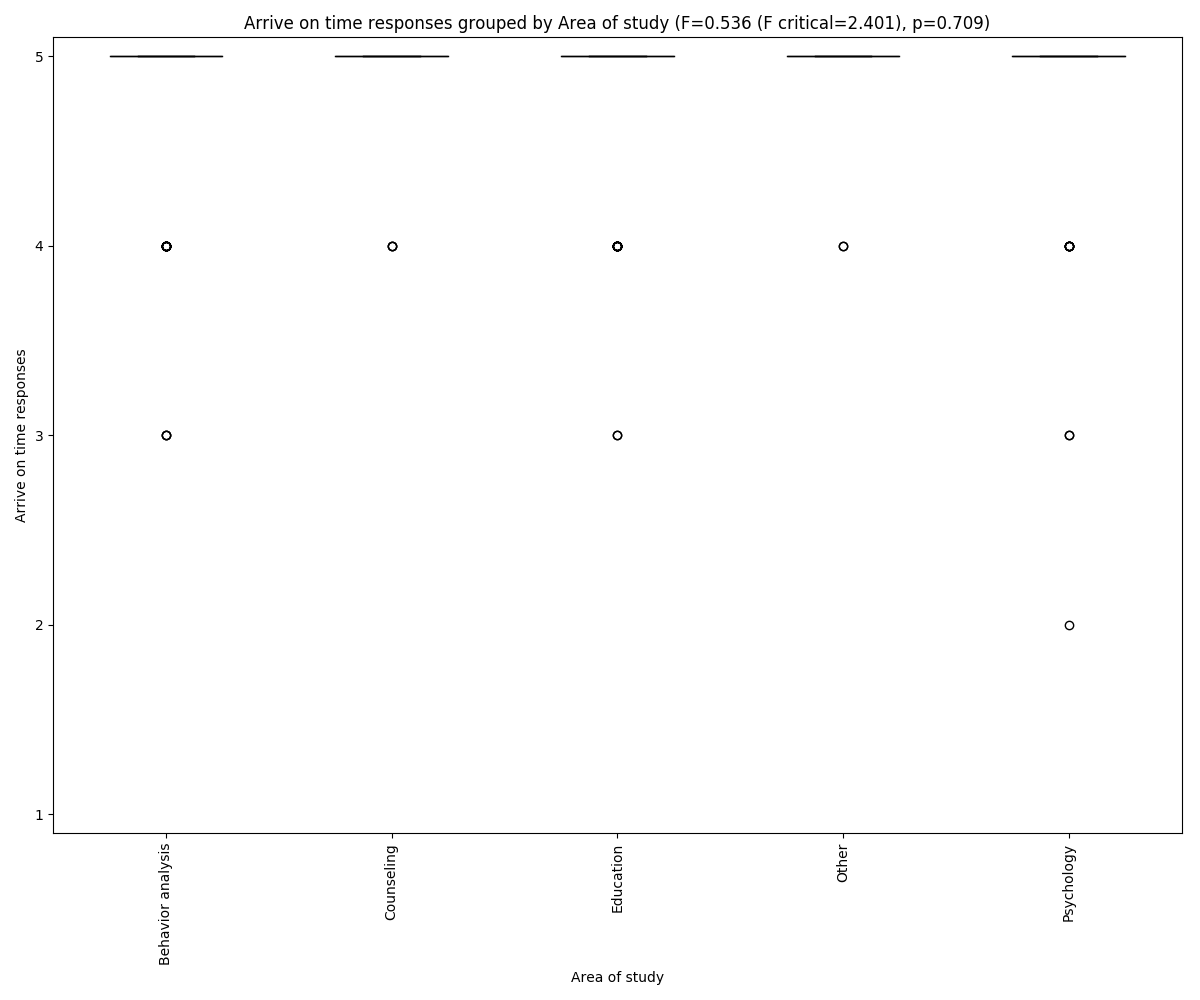 Arrive on time responses grouped by Area of study (F=0.536 (F critical=2.401), p=0.709)
5
4
3
2
1
Arrive on time responses
Behavior analysis
Counseling
Education
Other
Psychology
Area of study